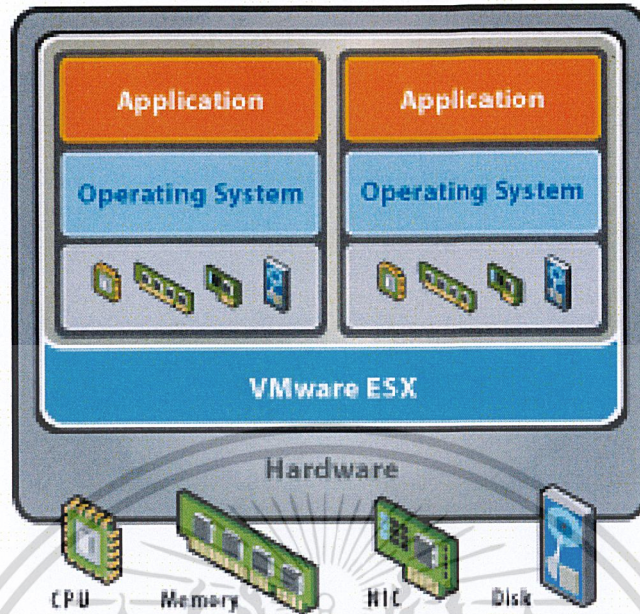 Application Application
Operating System Operating System
VMware ESX
Hardware
CPU Memory NIC Disk